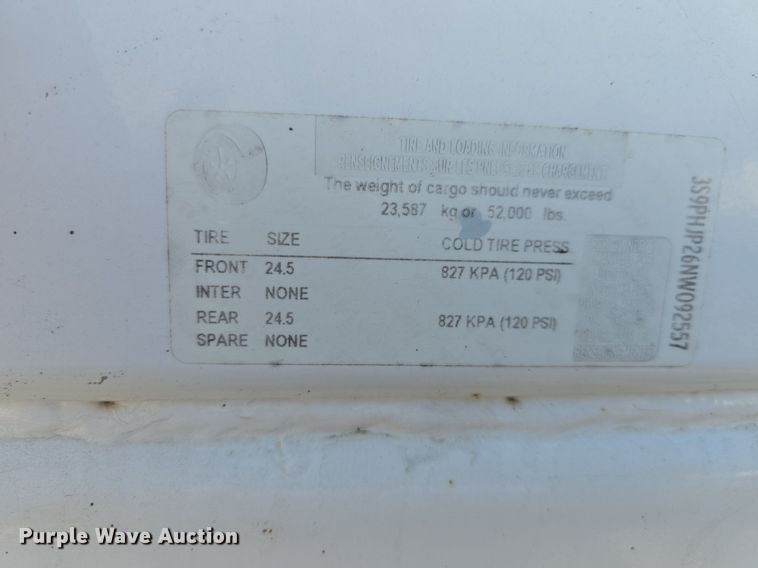 TIRE AND LOADING INFORMATION
RENSEIGNEMENTS SUR LES PNEUS ET DE CHARGEMENT
The weight of cargo should never exceed
23,587 kg or 52,000 lbs.
TIRE SIZE COLD TIRE PRESS
FRONT 24.5 827 KPA (120 PSI)
INTER NONE
REAR 24.5 827 KPA (120 PSI)
SPARE NONE
3S9PHJP26NW092557
Purple Wave Auction